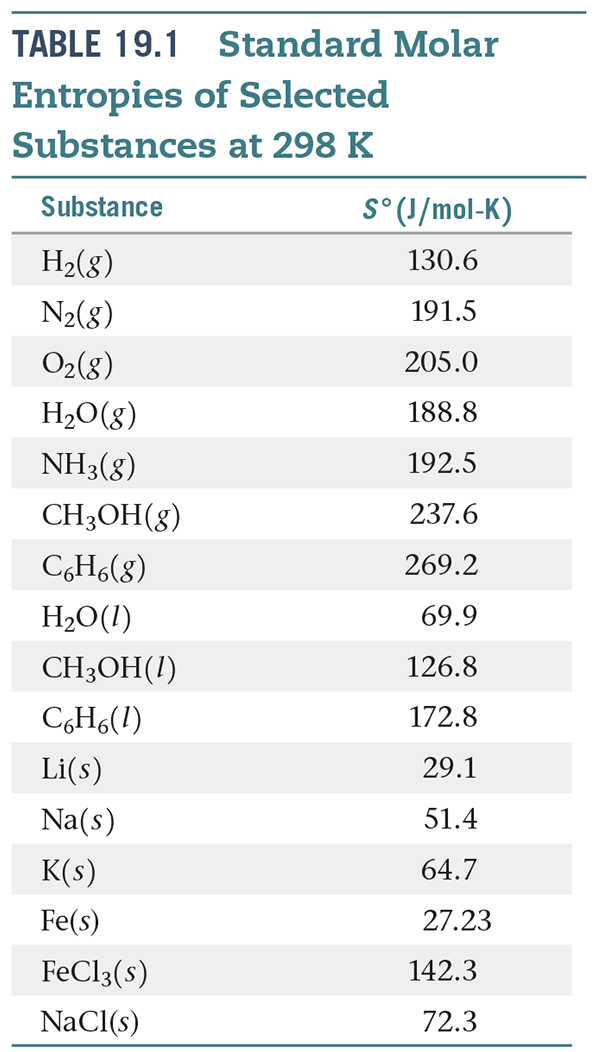 TABLE 19.1 Standard Molar
Entropies of Selected
Substances at 298 K
Substance S° (J/mol-K)
H₂(g) 130.6
N₂(g) 191.5
O₂(g) 205.0
H₂O(g) 188.8
NH₃(g) 192.5
CH₃OH(g) 237.6
C₆H₆(g) 269.2
H₂O(l) 69.9
CH₃OH(l) 126.8
C₆H₆(l) 172.8
Li(s) 29.1
Na(s) 51.4
K(s) 64.7
Fe(s) 27.23
FeCl₃(s) 142.3
NaCl(s) 72.3